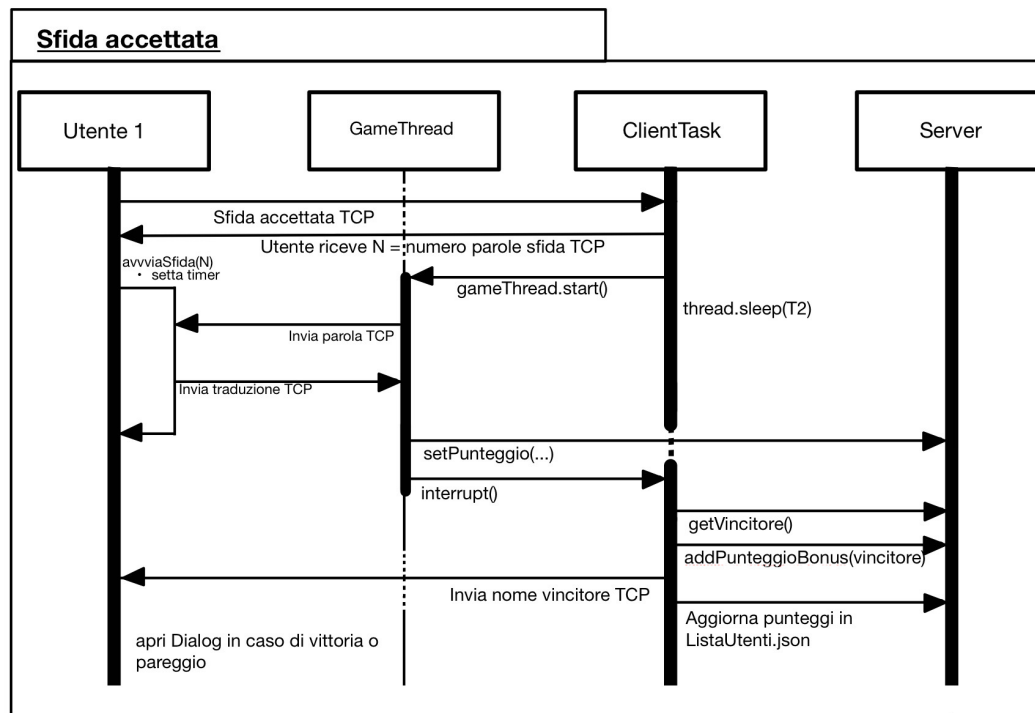 Sfida accettata
Utente 1
GameThread
ClientTask
Server
Sfida accettata TCP
Utente riceve N = numero parole sfida TCP
avvviaSfida(N)
• setta timer
gameThread.start()
thread.sleep(T2)
Invia parola TCP
Invia traduzione TCP
setPunteggio(...)
interrupt()
getVincitore()
addPunteggioBonus(vincitore)
Invia nome vincitore TCP
Aggiorna punteggi in
ListaUtenti.json
apri Dialog in caso di vittoria o
pareggio